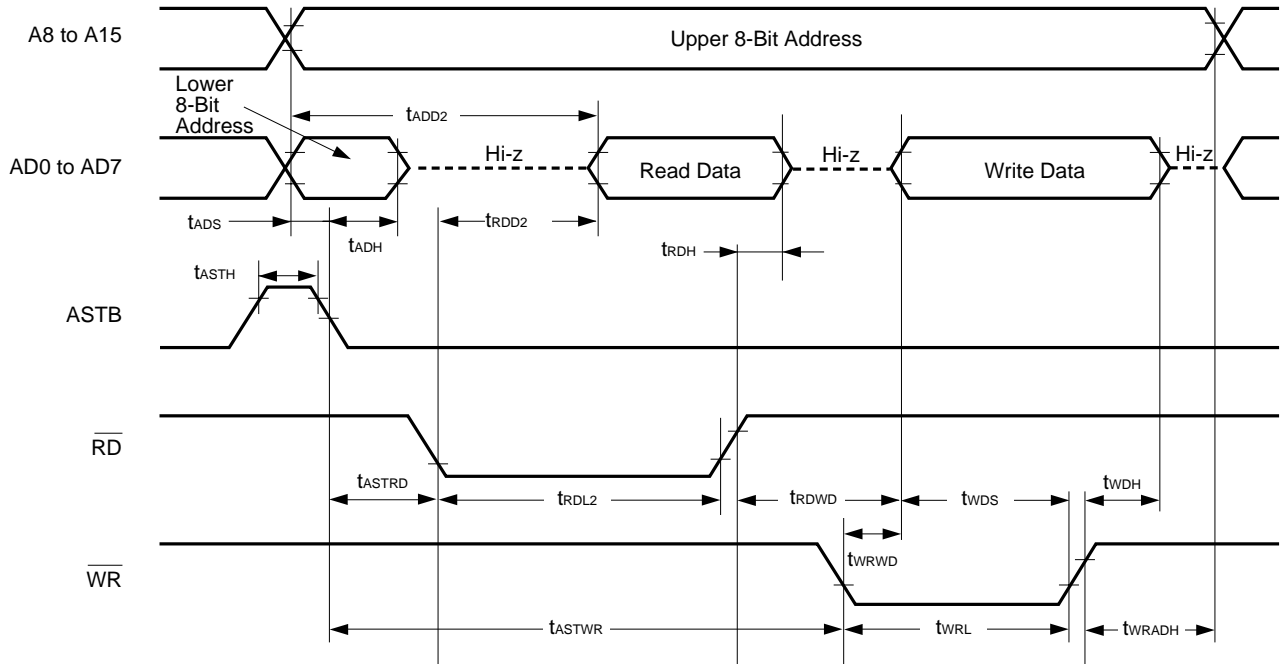 A8 to A15
Upper 8-Bit Address
Lower
8-Bit
Address
tADD2
AD0 to AD7
Hi-z
Read Data
Hi-z
Write Data
Hi-z
tADS
tADH
tRDD2
tRDH
tASTH
ASTB
RD
tASTRD
tRDL2
tRDWD
tWDS
tWDH
tWRWD
WR
tASTWR
tWRL
tWRADH